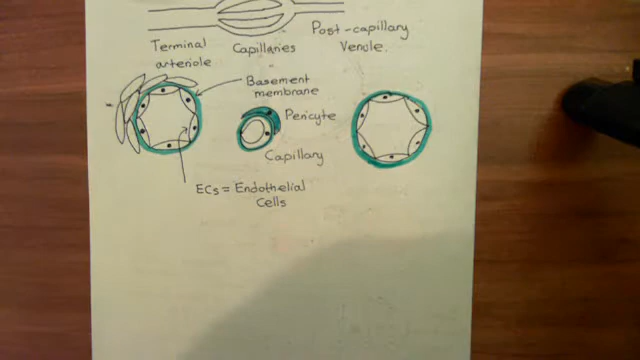 Terminal
arteriole
Capillaries
Post-capillary
Venule.
Basement
membrane
Pericyte
Capillary
ECs = Endothelial
Cells